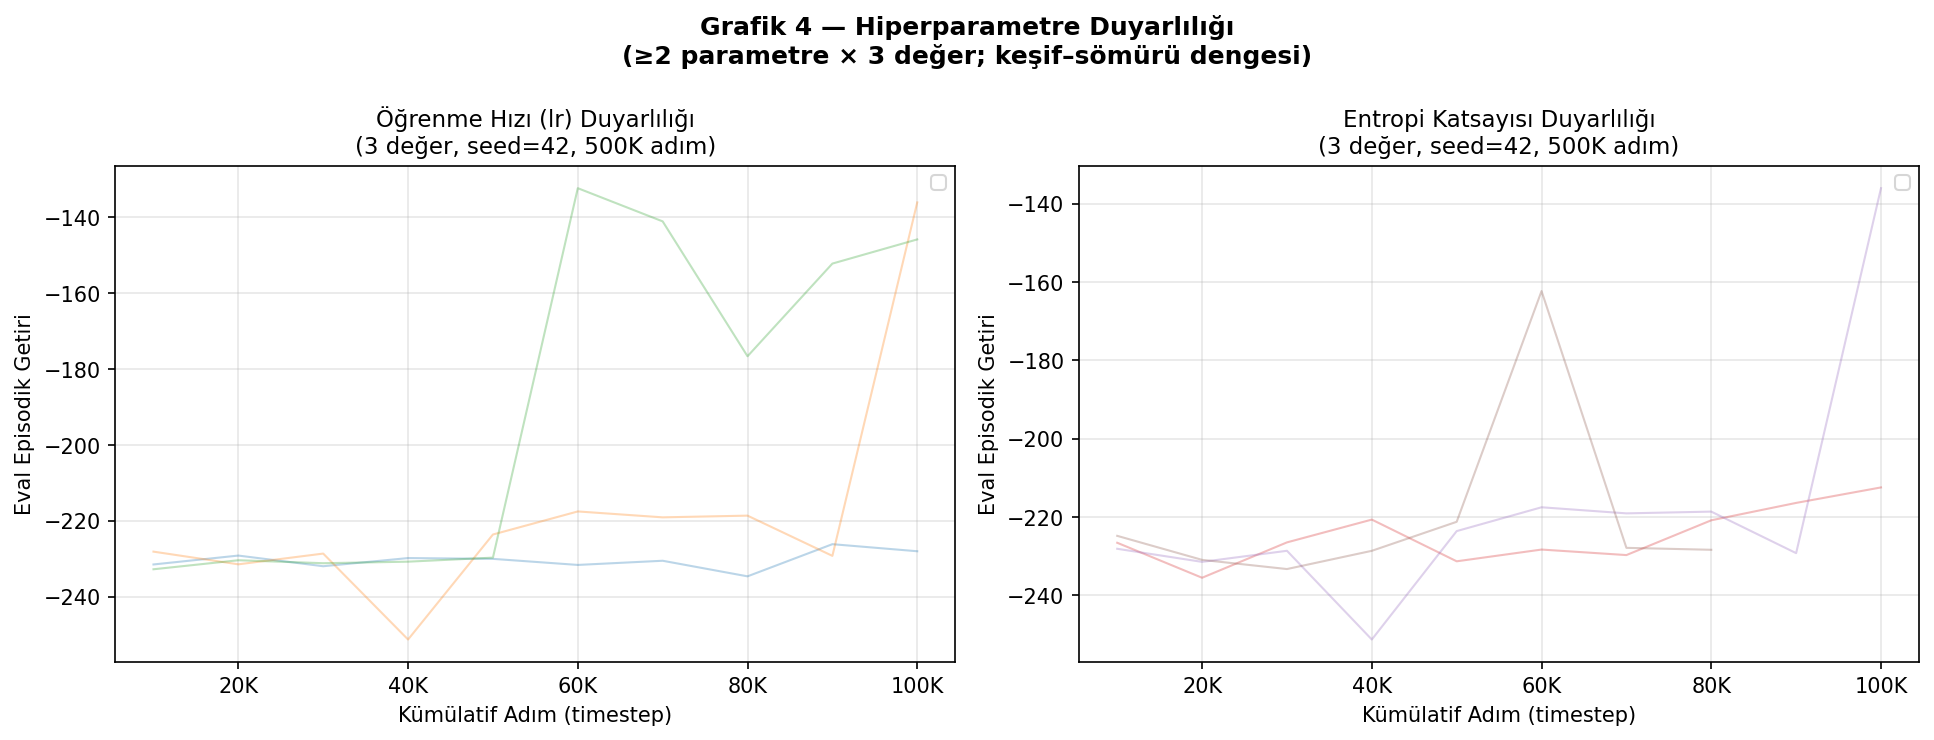 Grafik 4 — Hiperparametre Duyarlılığı
(≥2 parametre × 3 değer; keşif–sömürü dengesi)
Öğrenme Hızı (lr) Duyarlılığı
(3 değer, seed=42, 500K adım)
Eval Episodik Getiri
−140
−160
−180
−200
−220
−240
20K
40K
60K
80K
100K
Kümülatif Adım (timestep)
Entropi Katsayısı Duyarlılığı
(3 değer, seed=42, 500K adım)
Eval Episodik Getiri
−140
−160
−180
−200
−220
−240
20K
40K
60K
80K
100K
Kümülatif Adım (timestep)